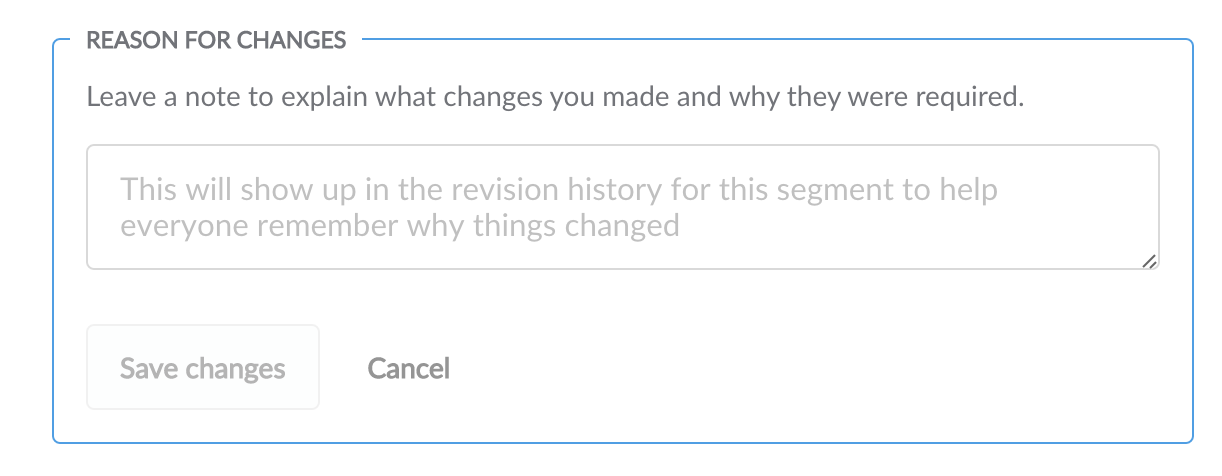 REASON FOR CHANGES
Leave a note to explain what changes you made and why they were required.
This will show up in the revision history for this segment to help
everyone remember why things changed
Save changes
Cancel